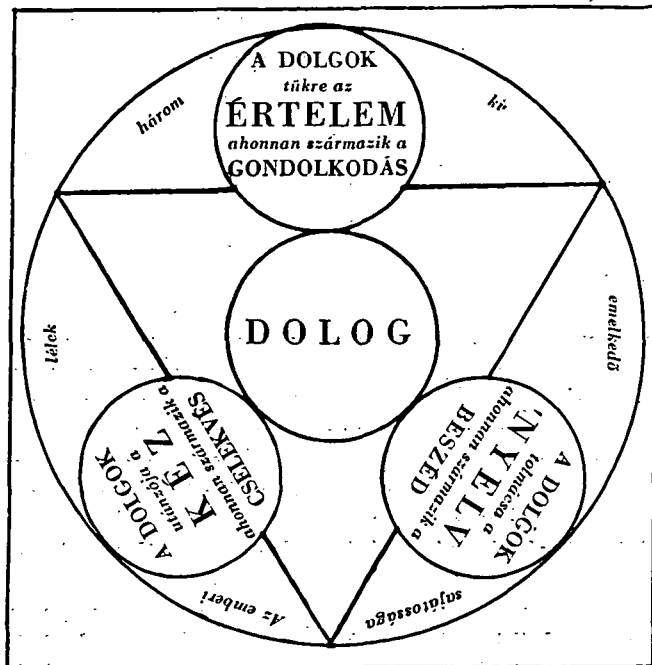 A DOLGOK
tükre az
ÉRTELEM
ahonnan származik a
GONDOLKODÁS
DOLOG
A DOLGOK
utánzója a
KÉZ
ahonnan származik a
CSELEKVÉS
A DOLGOK
tolmácsa a
NYELV
ahonnan származik a
BESZÉD
Az emberi
lélek
három
kir
emelkedő
sajátossága